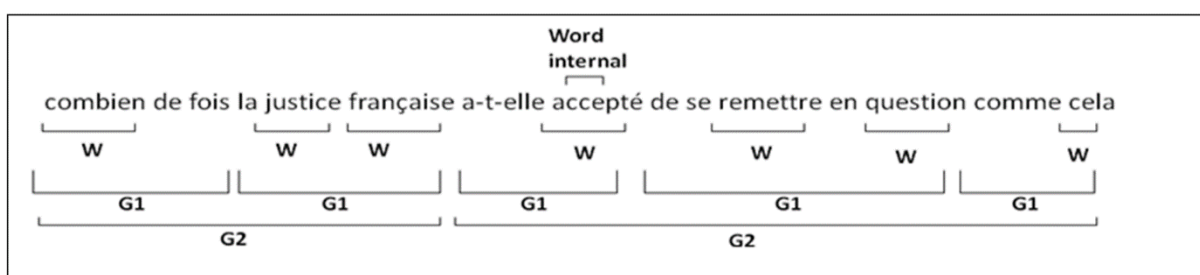 Word
internal
combien de fois la justice française a-t-elle accepté de se remettre en question comme cela
W W W W W W W
G1 G1 G1 G1 G1
G2 G2